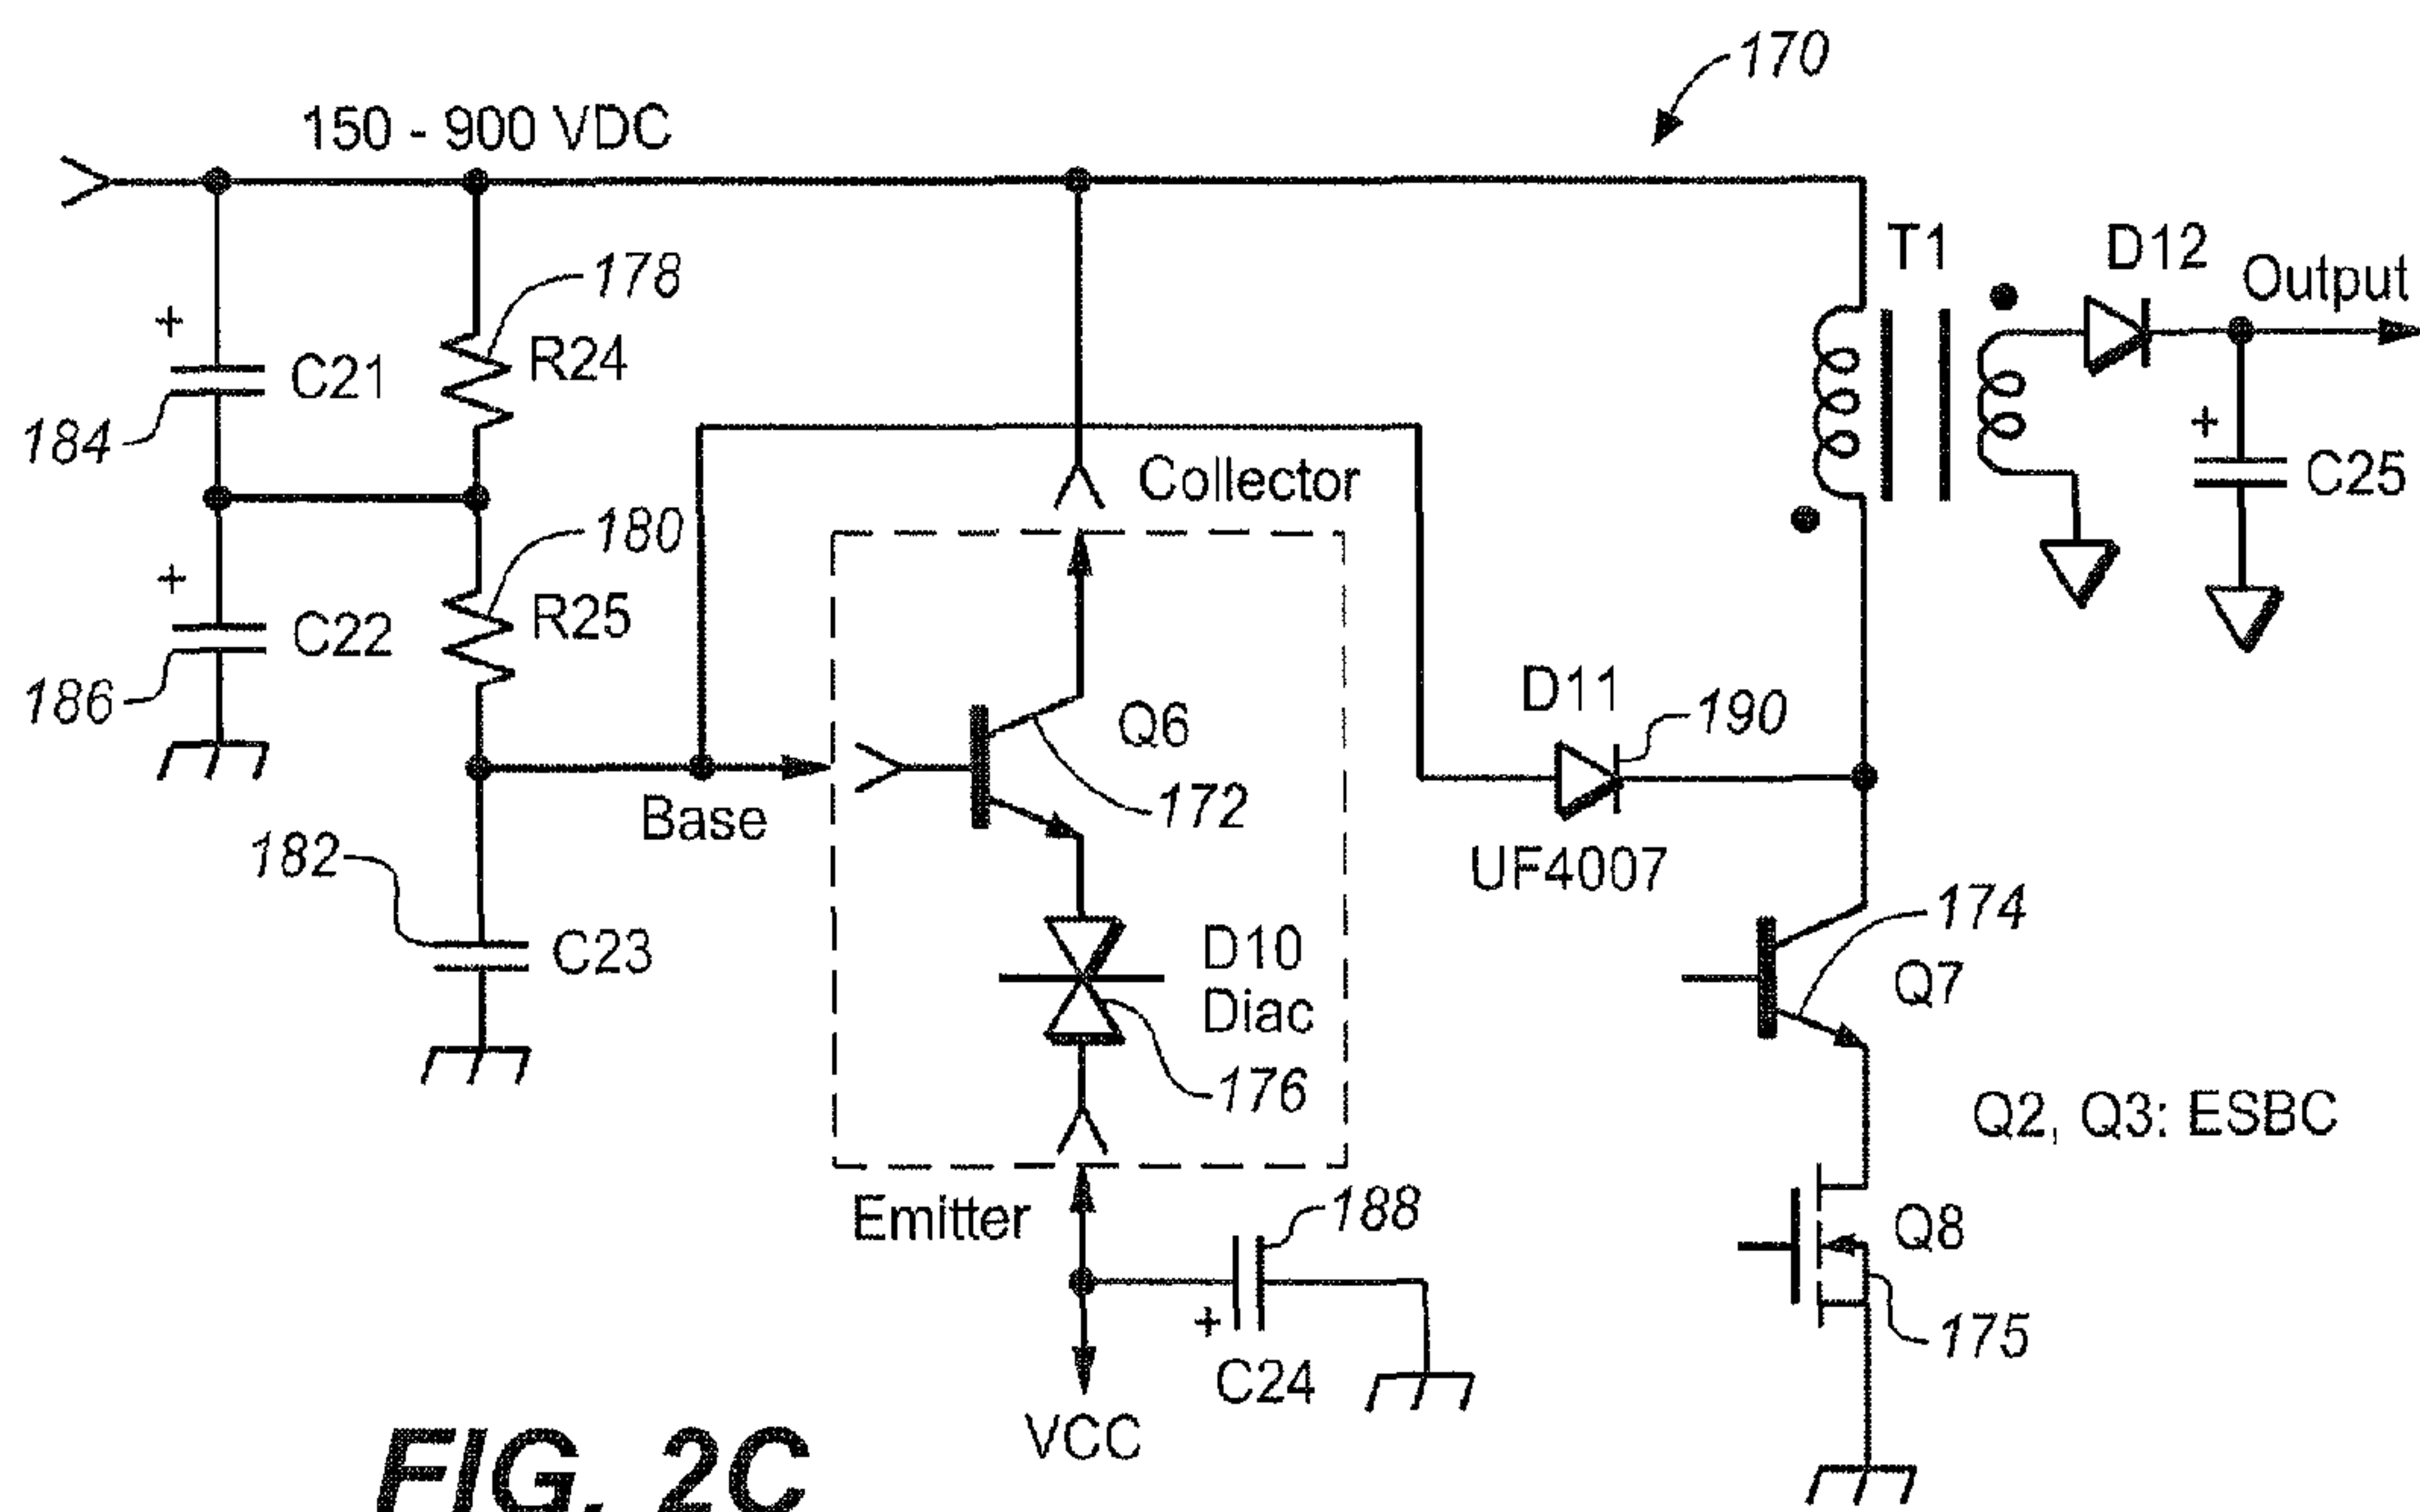 170
150 - 900 VDC
T1
D12
Output
178
+
R24
C21
184
+
C25
Collector
180
+
R25
C22
186
Q6
D11
190
172
Base
UF4007
182
174
C23
D10
Diac
Q7
176
Q2, Q3: ESBC
Emitter
188
Q8
+
C24
175
VCC
FIG. 2C